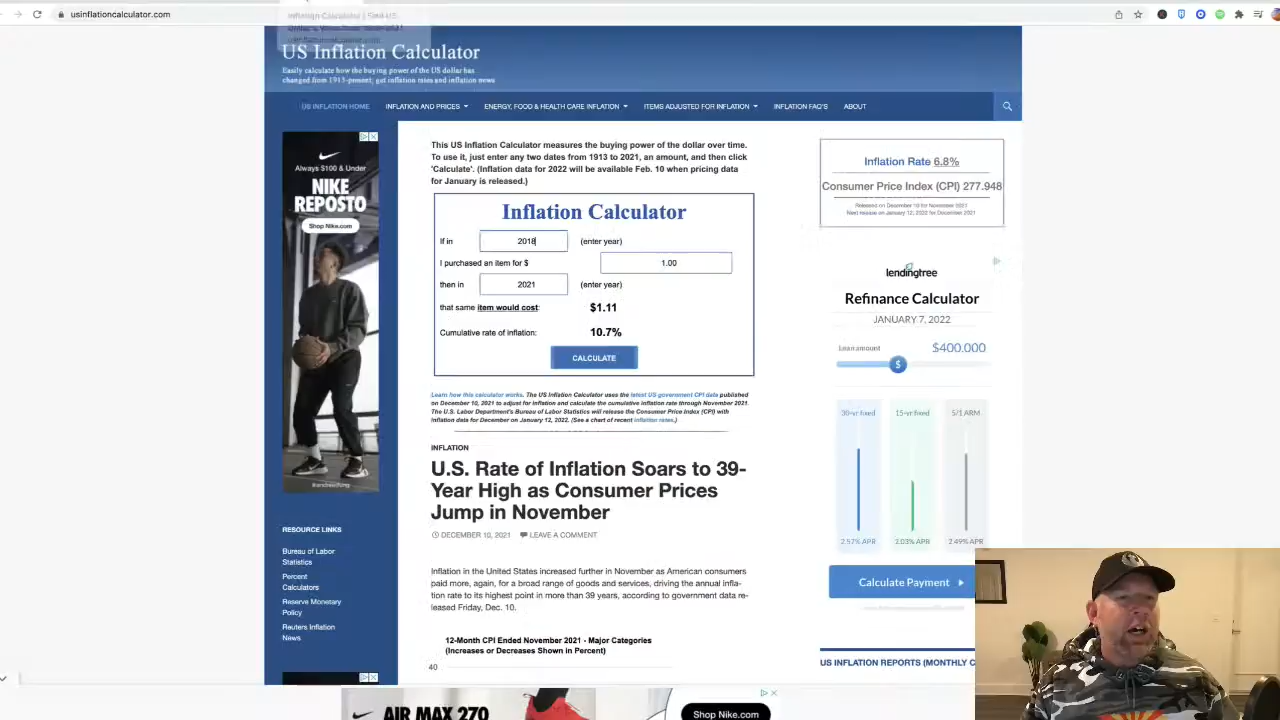 usinflationcalculator.com
US Inflation Calculator
Easily calculate how the buying power of the US dollar has
changed from 1913-present; get inflation rates and inflation news
US INFLATION HOME
INFLATION AND PRICES
ENERGY, FOOD & HEALTH CARE INFLATION
ITEMS ADJUSTED FOR INFLATION
INFLATION FAQ'S
ABOUT
Always $100 & Under
NIKE
REPOSTO
Shop Nike.com
RESOURCE LINKS
Bureau of Labor
Statistics
Percent
Calculators
Reserve Monetary
Policy
Reuters Inflation
News
This US Inflation Calculator measures the buying power of the dollar over time.
To use it, just enter any two dates from 1913 to 2021, an amount, and then click
'Calculate'. (Inflation data for 2022 will be available Feb. 10 when pricing data
for January is released.)
Inflation Calculator
If in 2018 (enter year)
I purchased an item for $ 1.00
then in 2021 (enter year)
that same item would cost: $1.11
Cumulative rate of inflation: 10.7%
CALCULATE
Learn how this calculator works. The US Inflation Calculator uses the latest US government CPI data published
on December 10, 2021 to adjust for inflation and calculate the cumulative inflation rate through November 2021.
The U.S. Labor Department's Bureau of Labor Statistics will release the Consumer Price Index (CPI) with
inflation data for December on January 12, 2022. (See a chart of recent inflation rates.)
INFLATION
U.S. Rate of Inflation Soars to 39-
Year High as Consumer Prices
Jump in November
DECEMBER 10, 2021 LEAVE A COMMENT
Inflation in the United States increased further in November as American consumers
paid more, again, for a broad range of goods and services, driving the annual infla-
tion rate to its highest point in more than 39 years, according to government data re-
leased Friday, Dec. 10.
12-Month CPI Ended November 2021 - Major Categories
(Increases or Decreases Shown in Percent)
40
Inflation Rate 6.8%
Consumer Price Index (CPI) 277.948
Released on December 10 for November 2021
Next release on January 12, 2022 for December 2021
lendingtree
Refinance Calculator
JANUARY 7, 2022
Loan amount $400,000
$
30-yr fixed 15-yr fixed 5/1 ARM
2.57% APR 2.03% APR 2.49% APR
Calculate Payment
US INFLATION REPORTS (MONTHLY C
AIR MAX 270
Shop Nike.com